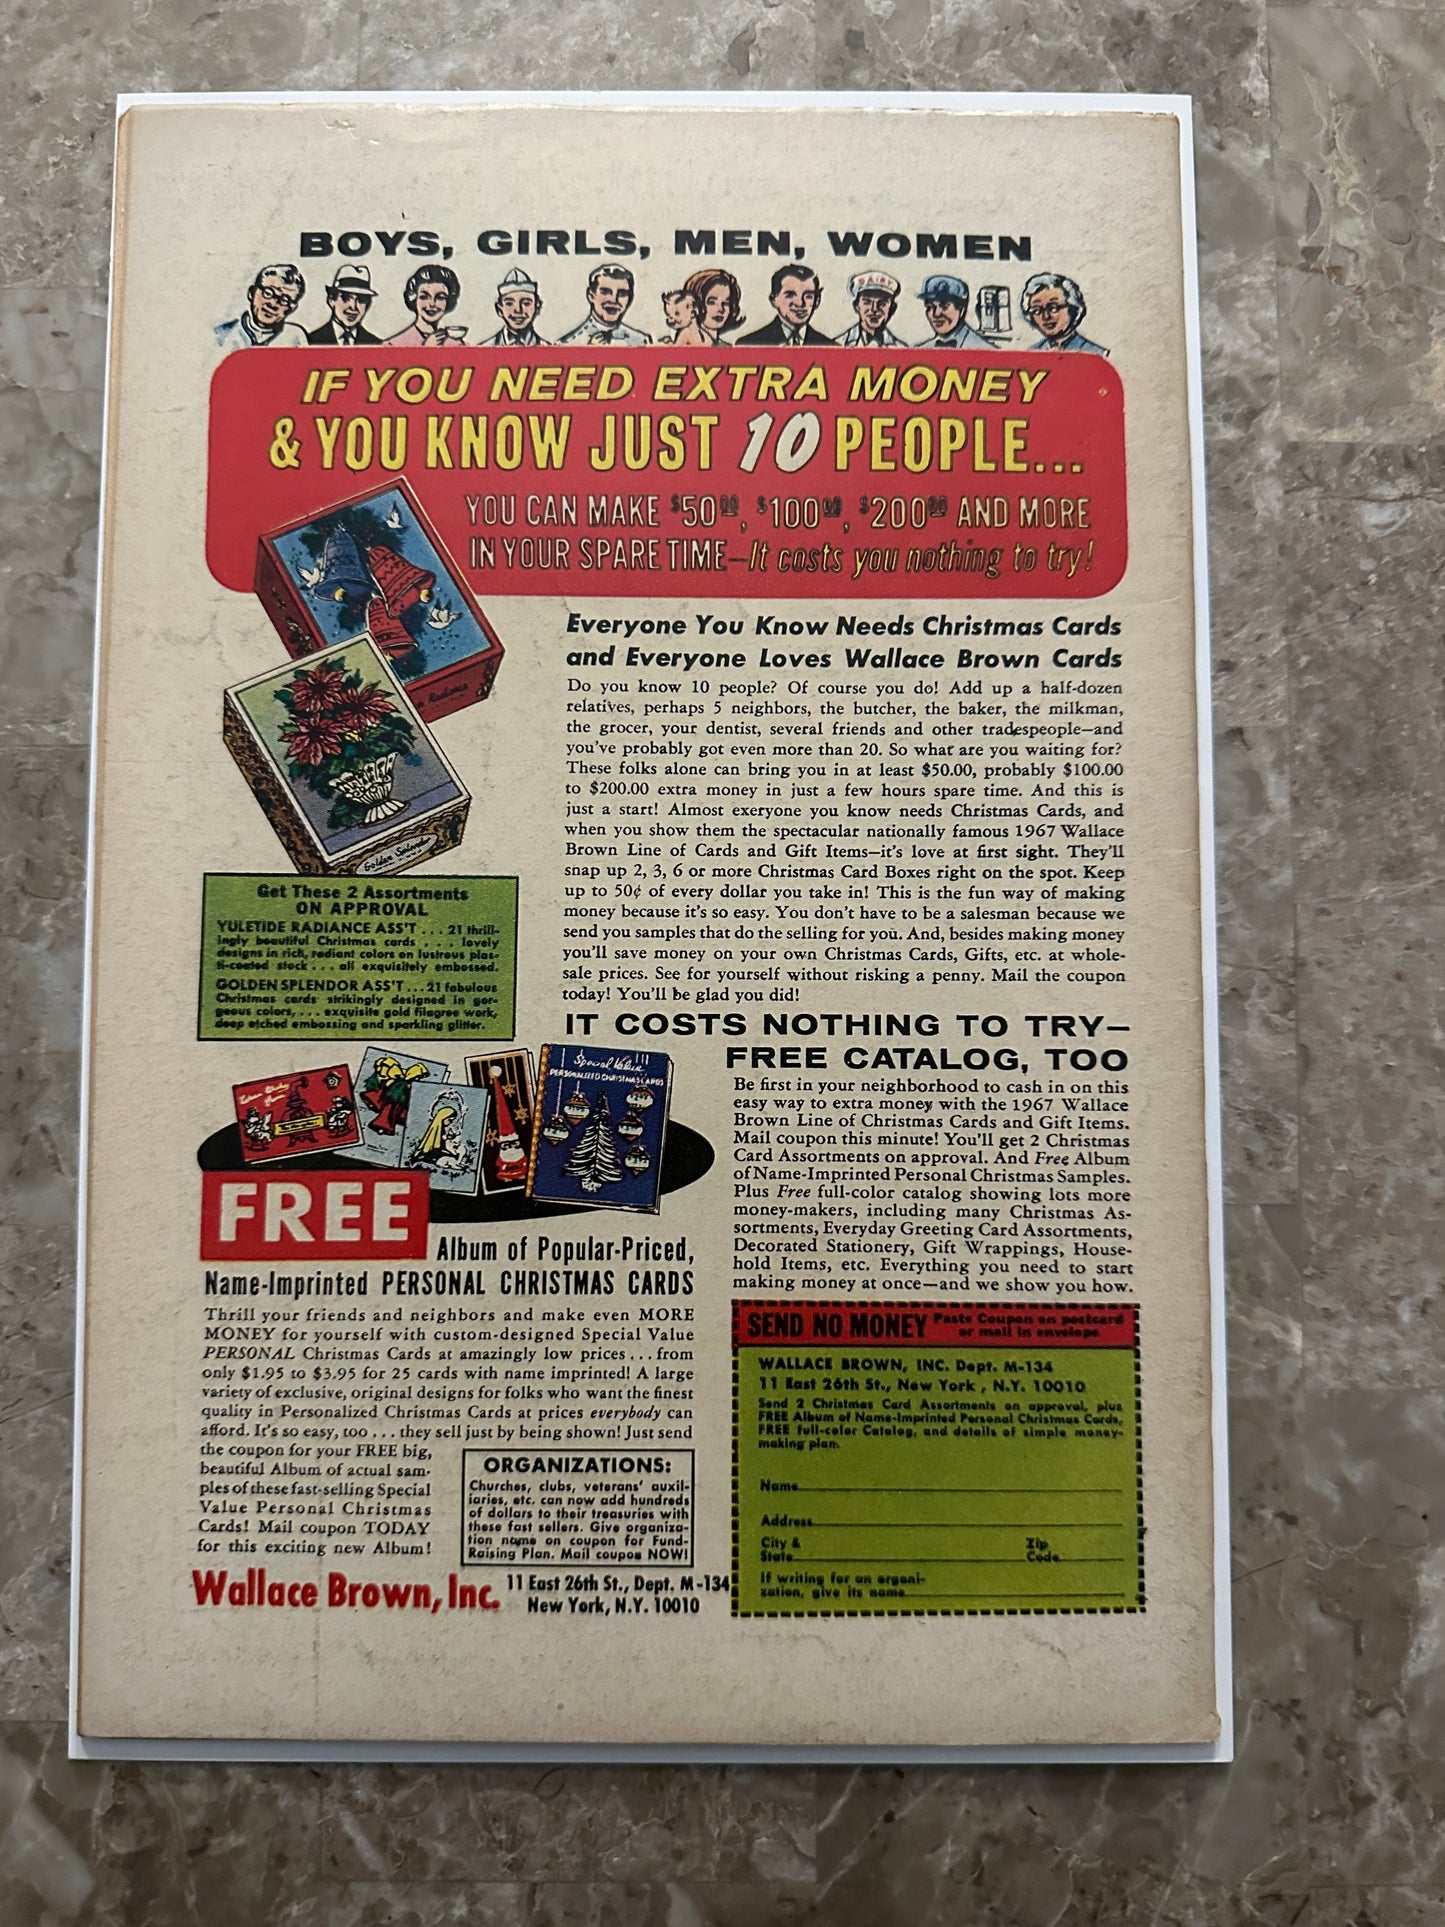 BOYS, GIRLS, MEN, WOMEN
DAIRY
IF YOU NEED EXTRA MONEY
& YOU KNOW JUST 10 PEOPLE...
YOU CAN MAKE $50.00, $100.00, $200.00 AND MORE
IN YOUR SPARE TIME—It costs you nothing to try!
Radiance
Golden Splendor
Everyone You Know Needs Christmas Cards
and Everyone Loves Wallace Brown Cards
Do you know 10 people? Of course you do! Add up a half-dozen
relatives, perhaps 5 neighbors, the butcher, the baker, the milkman,
the grocer, your dentist, several friends and other tradespeople—and
you've probably got even more than 20. So what are you waiting for?
These folks alone can bring you in at least $50.00, probably $100.00
to $200.00 extra money in just a few hours spare time. And this is
just a start! Almost exeryone you know needs Christmas Cards, and
when you show them the spectacular nationally famous 1967 Wallace
Brown Line of Cards and Gift Items—it's love at first sight. They'll
snap up 2, 3, 6 or more Christmas Card Boxes right on the spot. Keep
up to 50¢ of every dollar you take in! This is the fun way of making
money because it's so easy. You don't have to be a salesman because we
send you samples that do the selling for you. And, besides making money
you'll save money on your own Christmas Cards, Gifts, etc. at whole-
sale prices. See for yourself without risking a penny. Mail the coupon
today! You'll be glad you did!
Get These 2 Assortments
ON APPROVAL
YULETIDE RADIANCE ASS'T . . . 21 thrill-
ingly beautiful Christmas cards . . . lovely
designs in rich, radiant colors on lustrous plas-
ti-coated stock . . . all exquisitely embossed.
GOLDEN SPLENDOR ASS'T . . . 21 fabulous
Christmas cards strikingly designed in gor-
geous colors, . . . exquisite gold filagree work,
deep etched embossing and sparkling glitter.
IT COSTS NOTHING TO TRY—
FREE CATALOG, TOO
Be first in your neighborhood to cash in on this
easy way to extra money with the 1967 Wallace
Brown Line of Christmas Cards and Gift Items.
Mail coupon this minute! You'll get 2 Christmas
Card Assortments on approval. And Free Album
of Name-Imprinted Personal Christmas Samples.
Plus Free full-color catalog showing lots more
money-makers, including many Christmas As-
sortments, Everyday Greeting Card Assortments,
Decorated Stationery, Gift Wrappings, House-
hold Items, etc. Everything you need to start
making money at once—and we show you how.
Special Value
PERSONALIZED CHRISTMAS CARDS
FREE
Album of Popular-Priced,
Name-Imprinted PERSONAL CHRISTMAS CARDS
Thrill your friends and neighbors and make even MORE
MONEY for yourself with custom-designed Special Value
PERSONAL Christmas Cards at amazingly low prices . . . from
only $1.95 to $3.95 for 25 cards with name imprinted! A large
variety of exclusive, original designs for folks who want the finest
quality in Personalized Christmas Cards at prices everybody can
afford. It's so easy, too . . . they sell just by being shown! Just send
the coupon for your FREE big,
beautiful Album of actual sam-
ples of these fast-selling Special
Value Personal Christmas
Cards! Mail coupon TODAY
for this exciting new Album!
ORGANIZATIONS:
Churches, clubs, veterans' auxil-
iaries, etc. can now add hundreds
of dollars to their treasuries with
these fast sellers. Give organiza-
tion name on coupon for Fund-
Raising Plan. Mail coupon NOW!
Wallace Brown, Inc. 11 East 26th St., Dept. M-134
New York, N.Y. 10010
SEND NO MONEY Paste Coupon on postcard
or mail in envelope
WALLACE BROWN, INC. Dept. M-134
11 East 26th St., New York , N.Y. 10010
Send 2 Christmas Card Assortments on approval, plus
FREE Album of Name-Imprinted Personal Christmas Cards,
FREE full-color Catalog, and details of simple money-
making plan.
Name
Address
City &
State
Zip
Code
If writing for an organi-
zation, give its name